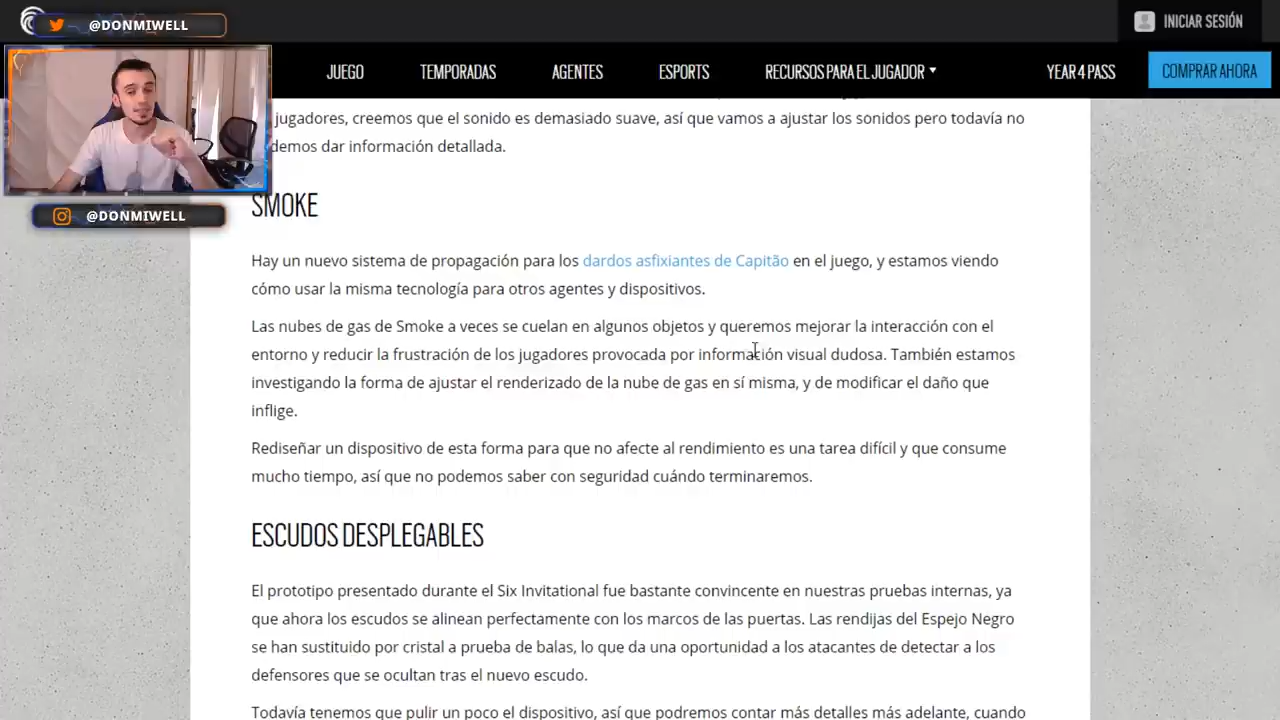 @DONMIWELL
INICIAR SESIÓN
JUEGO TEMPORADAS AGENTES ESPORTS RECURSOS PARA EL JUGADOR YEAR 4 PASS COMPRAR AHORA
jugadores, creemos que el sonido es demasiado suave, así que vamos a ajustar los sonidos pero todavía no
demos dar información detallada.
@DONMIWELL
SMOKE
Hay un nuevo sistema de propagación para los dardos asfixiantes de Capitão en el juego, y estamos viendo
cómo usar la misma tecnología para otros agentes y dispositivos.
Las nubes de gas de Smoke a veces se cuelan en algunos objetos y queremos mejorar la interacción con el
entorno y reducir la frustración de los jugadores provocada por información visual dudosa. También estamos
investigando la forma de ajustar el renderizado de la nube de gas en sí misma, y de modificar el daño que
inflige.
Rediseñar un dispositivo de esta forma para que no afecte al rendimiento es una tarea difícil y que consume
mucho tiempo, así que no podemos saber con seguridad cuándo terminaremos.
ESCUDOS DESPLEGABLES
El prototipo presentado durante el Six Invitational fue bastante convincente en nuestras pruebas internas, ya
que ahora los escudos se alinean perfectamente con los marcos de las puertas. Las rendijas del Espejo Negro
se han sustituido por cristal a prueba de balas, lo que da una oportunidad a los atacantes de detectar a los
defensores que se ocultan tras el nuevo escudo.
Todavía tenemos que pulir un poco el dispositivo, así que podremos contar más detalles más adelante, cuando